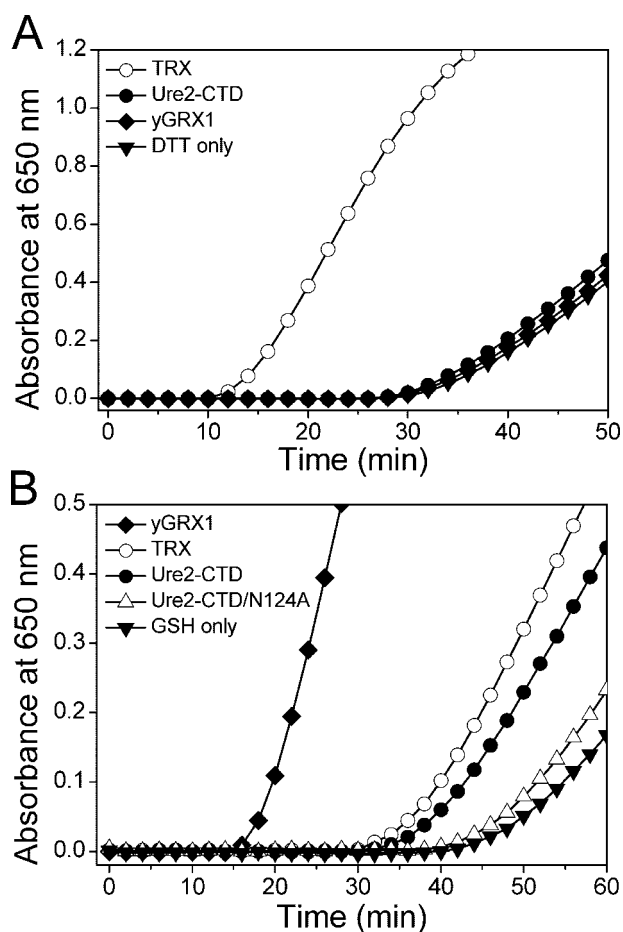 A
Absorbance at 650 nm
1.2
1.0
0.8
0.6
0.4
0.2
0.0
TRX
Ure2-CTD
yGRX1
DTT only
0 10 20 30 40 50
Time (min)
B
Absorbance at 650 nm
0.5
0.4
0.3
0.2
0.1
0.0
yGRX1
TRX
Ure2-CTD
Ure2-CTD/N124A
GSH only
0 10 20 30 40 50 60
Time (min)